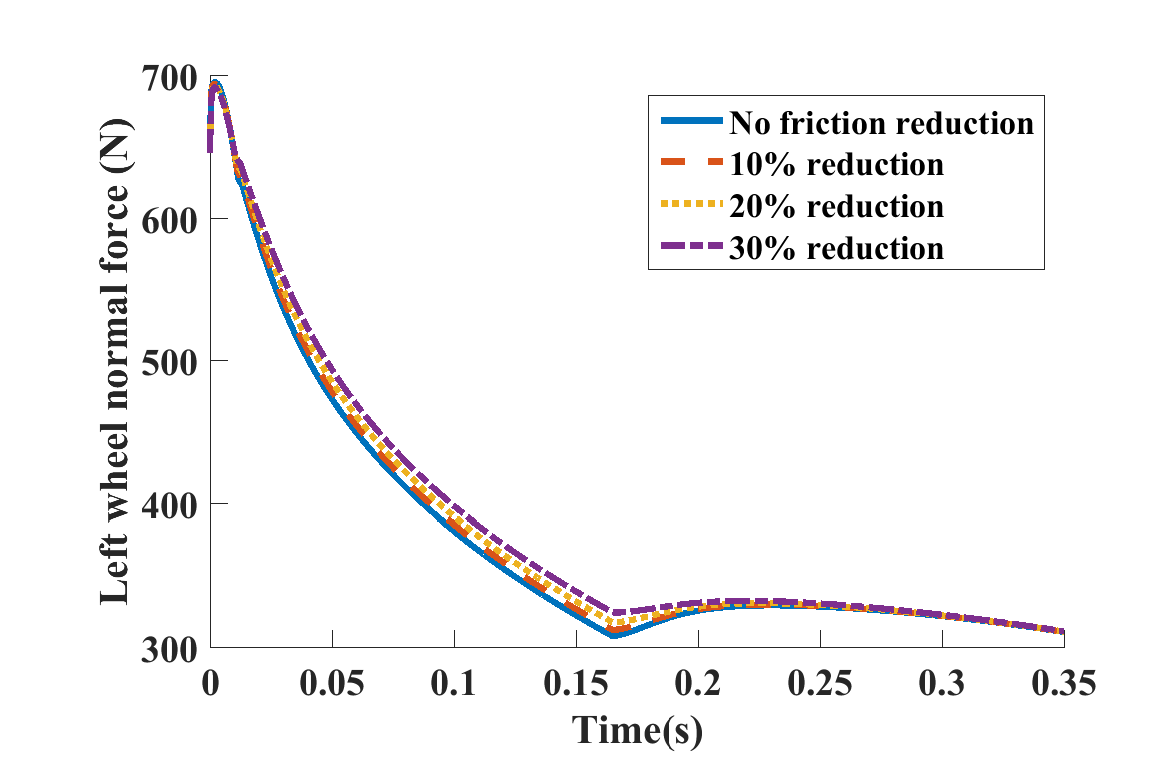 700
600
500
400
300
Left wheel normal force (N)
No friction reduction
10% reduction
20% reduction
30% reduction
0 0.05 0.1 0.15 0.2 0.25 0.3 0.35
Time(s)